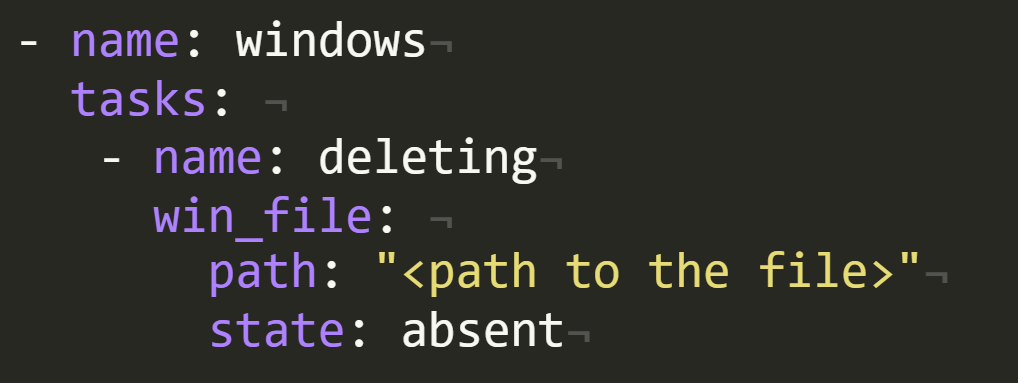 - name: windows¬
tasks: ¬
- name: deleting¬
win_file: ¬
path: "<path to the file>"¬
state: absent¬